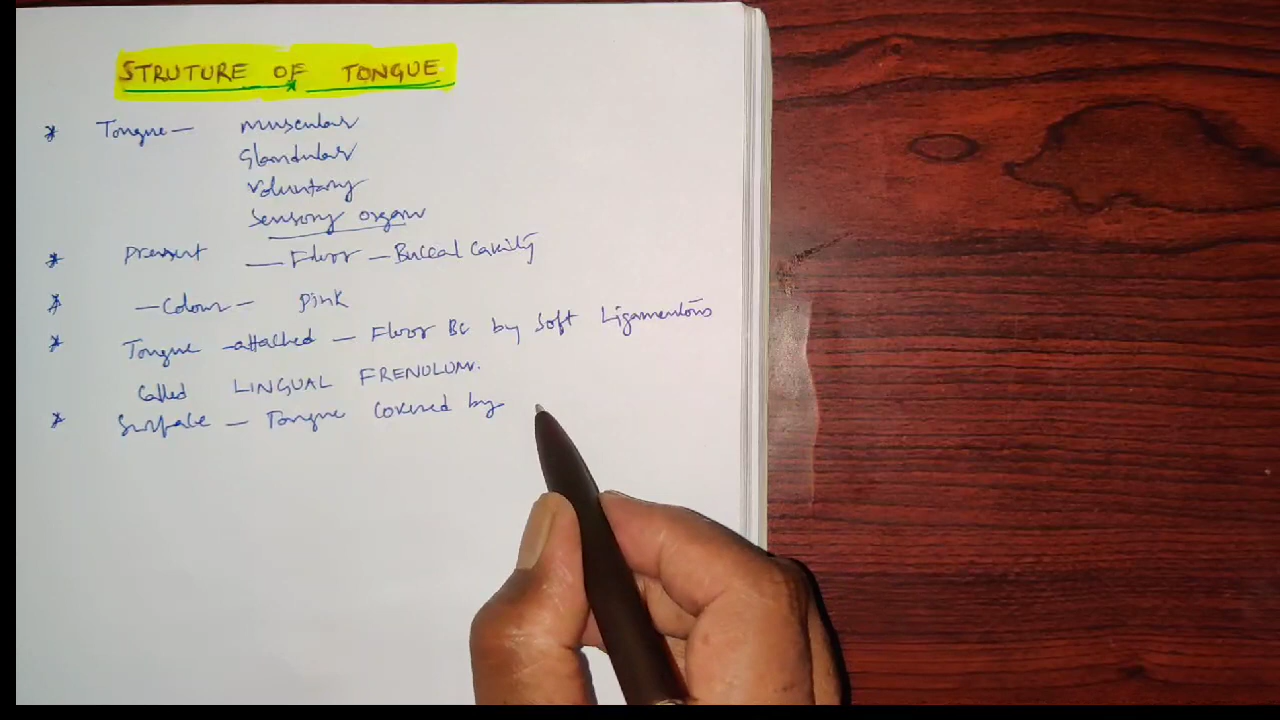 STRUTURE OF TONGUE
* Tongue — muscular
Glandular
Voluntary
Sensory organ
* Present — Floor — Buccal cavity
* — Colour — Pink
* Tongue - attached — Floor BC by Soft Ligamentous
Called LINGUAL FRENULUM.
* Surface — Tongue covered by